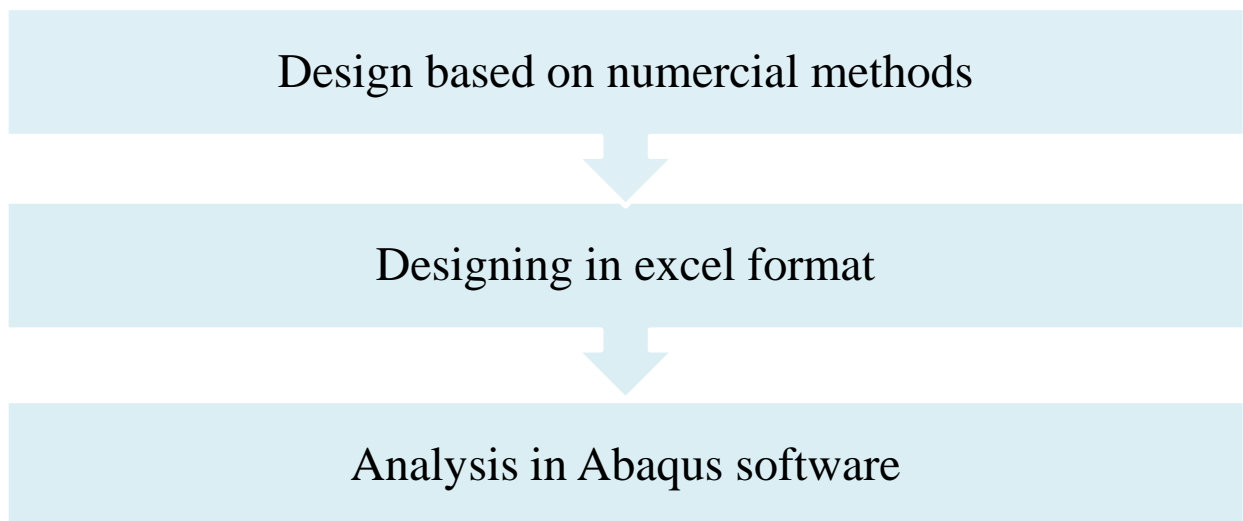 Design based on numercial methods
Designing in excel format
Analysis in Abaqus software